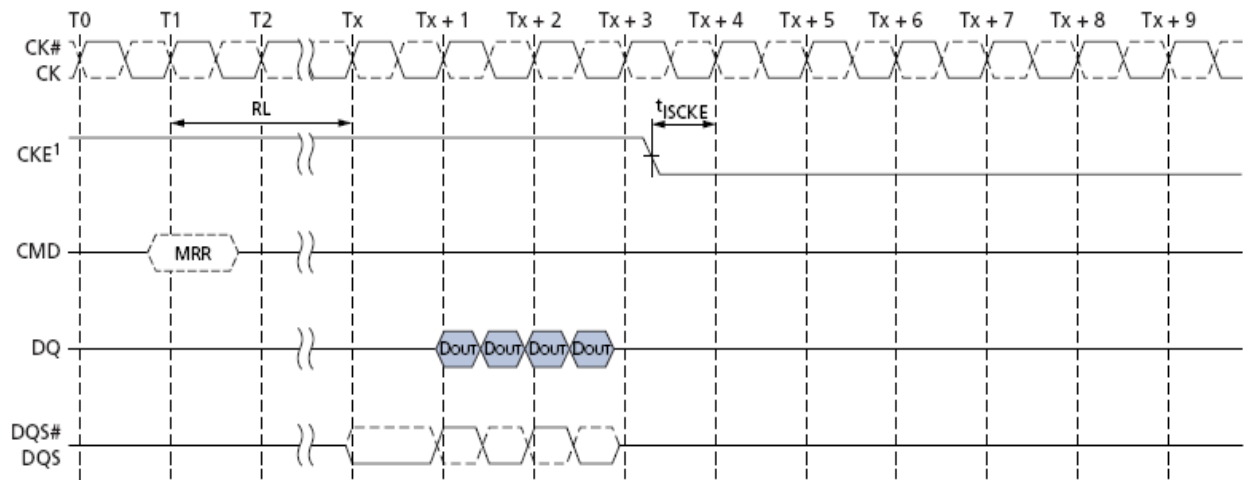 T0 T1 T2 Tx Tx + 1 Tx + 2 Tx + 3 Tx + 4 Tx + 5 Tx + 6 Tx + 7 Tx + 8 Tx + 9
CK#
CK
RL
tISCKE
CKE1
CMD MRR
DQ DOUT DOUT DOUT DOUT
DQS#
DQS